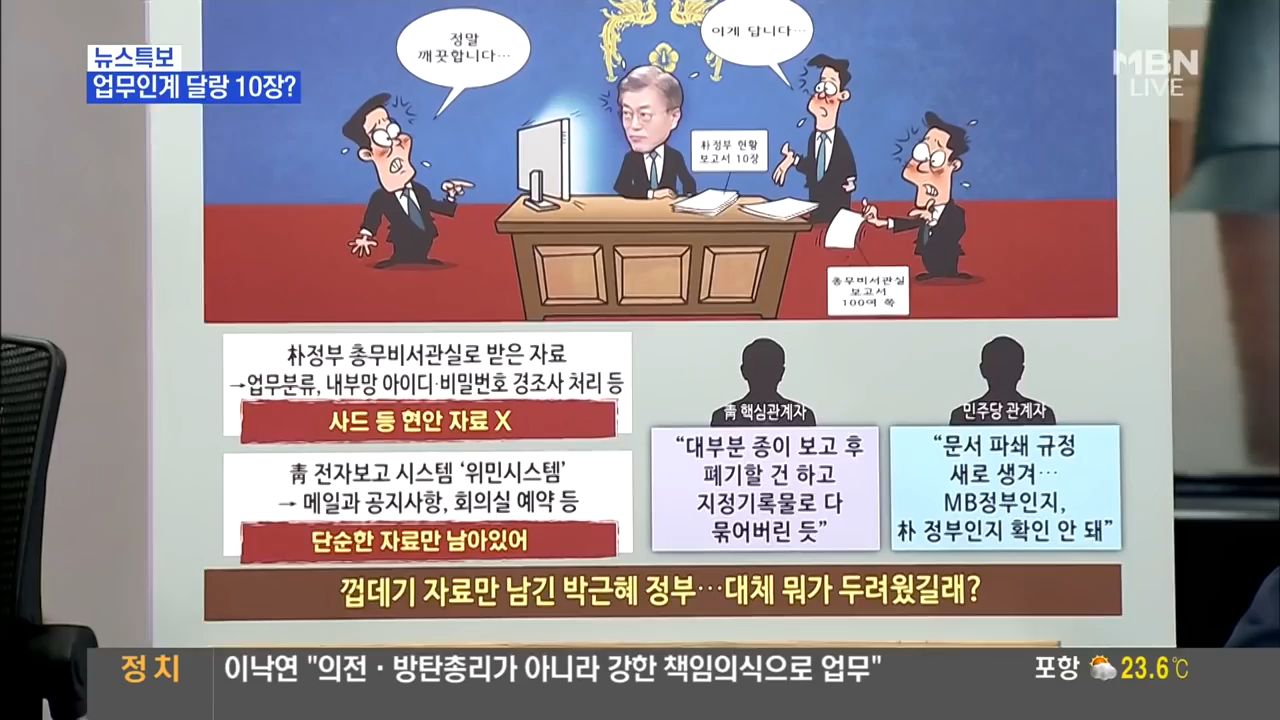 뉴스특보
업무인계 달랑 10장?
MBN
LIVE
정말
깨끗합니다…
이게 답니다…
朴정부 현황
보고서 10장
총무비서관실
보고서
100여 쪽
朴정부 총무비서관실로 받은 자료
→업무분류, 내부망 아이디·비밀번호 경조사 처리 등
사드 등 현안 자료 X
靑 전자보고 시스템 ‘위민시스템’
→ 메일과 공지사항, 회의실 예약 등
단순한 자료만 남아있어
靑 핵심관계자
“대부분 종이 보고 후
폐기할 건 하고
지정기록물로 다
묶어버린 듯”
민주당 관계자
“문서 파쇄 규정
새로 생겨…
MB정부인지,
朴 정부인지 확인 안 돼”
껍데기 자료만 남긴 박근혜 정부…대체 뭐가 두려웠길래?
정치
이낙연 "의전·방탄총리가 아니라 강한 책임의식으로 업무"
포항 23.6℃